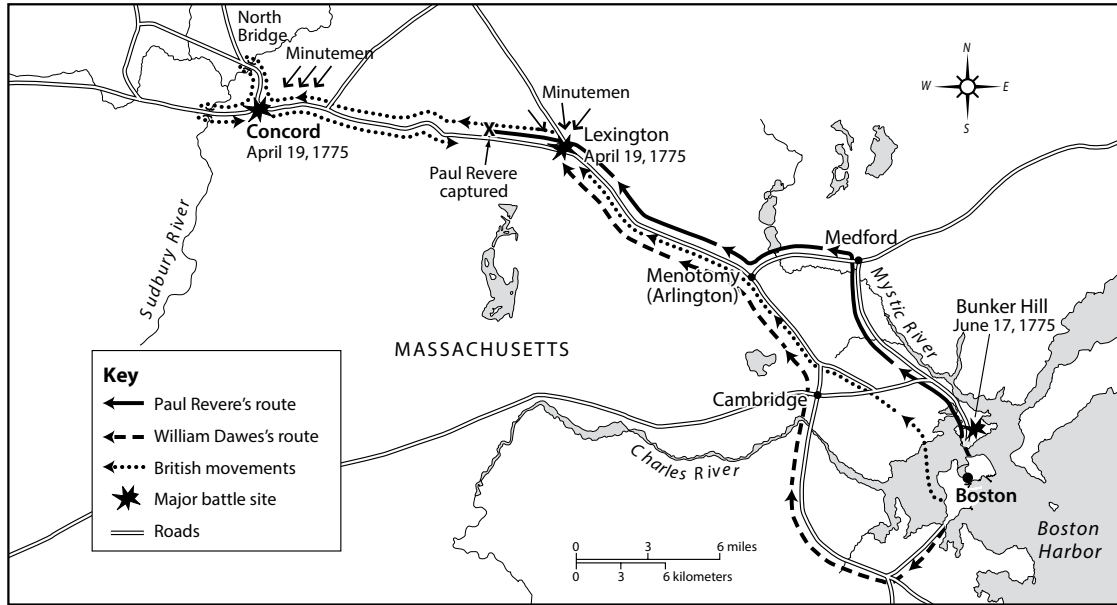 North
Bridge
Minutemen
Minutemen
N
W
E
S
Concord
April 19, 1775
X
Lexington
April 19, 1775
Paul Revere
captured
Sudbury River
Medford
Menotomy
(Arlington)
Mystic River
Bunker Hill
June 17, 1775
MASSACHUSETTS
Cambridge
Charles River
Boston
Boston
Harbor
Key
Paul Revere's route
William Dawes's route
British movements
Major battle site
Roads
0 3 6 miles
0 3 6 kilometers